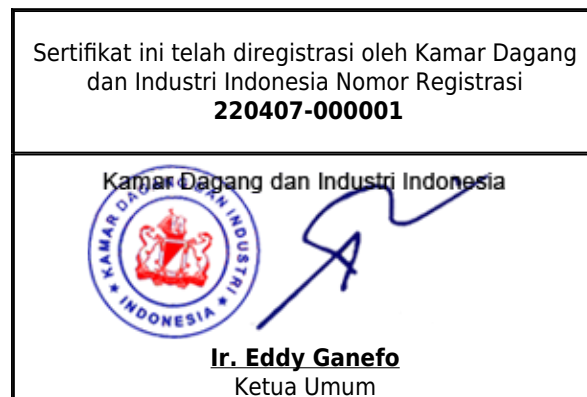 Sertifikat ini telah diregistrasi oleh Kamar Dagang
dan Industri Indonesia Nomor Registrasi
220407-000001
Kamar Dagang dan Industri Indonesia
KAMAR DAGANG DAN INDUSTRI
INDONESIA
Ir. Eddy Ganefo
Ketua Umum